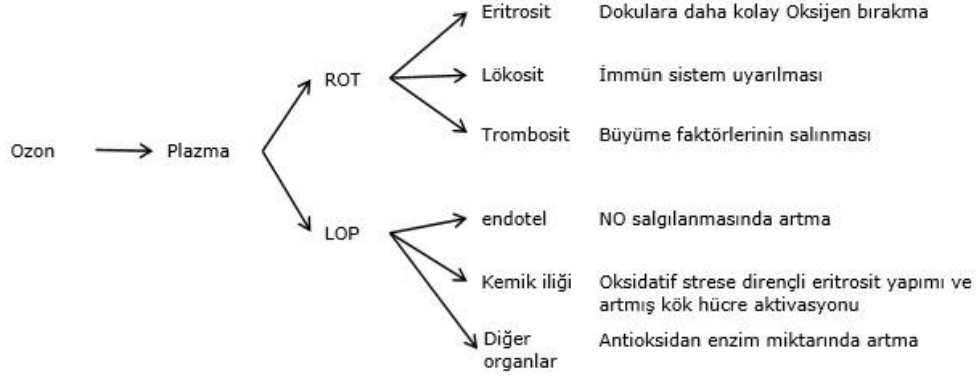 Eritrosit Dokulara daha kolay Oksijen bırakma
ROT
Lökosit İmmün sistem uyarılması
Trombosit Büyüme faktörlerinin salınması
Ozon Plazma
endotel NO salgılanmasında artma
LOP
Kemik iliği Oksidatif strese dirençli eritrosit yapımı ve
artmış kök hücre aktivasyonu
Diğer Antioksidan enzim miktarında artma
organlar